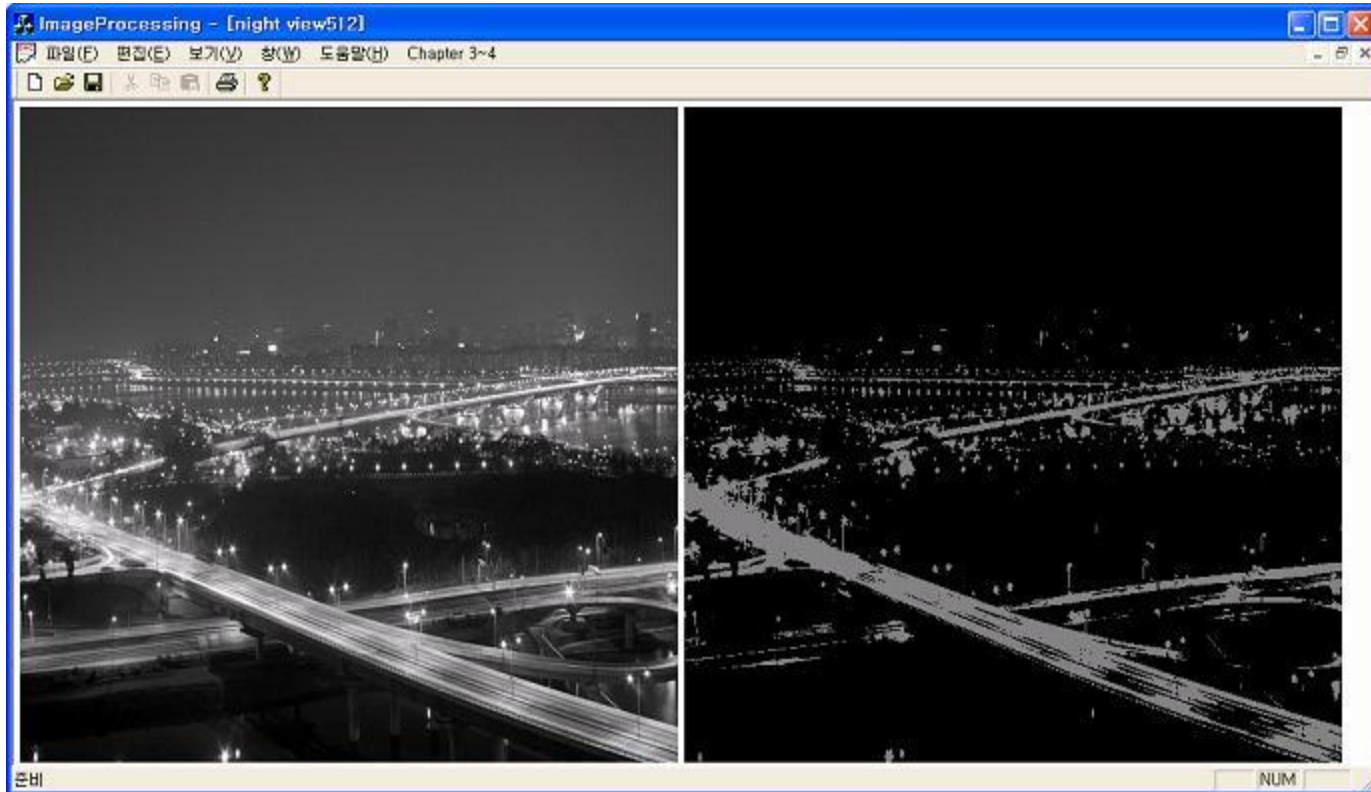 ImageProcessing - [night view512]
파일(F) 편집(E) 보기(V) 창(W) 도움말(H) Chapter 3~4
준비 NUM